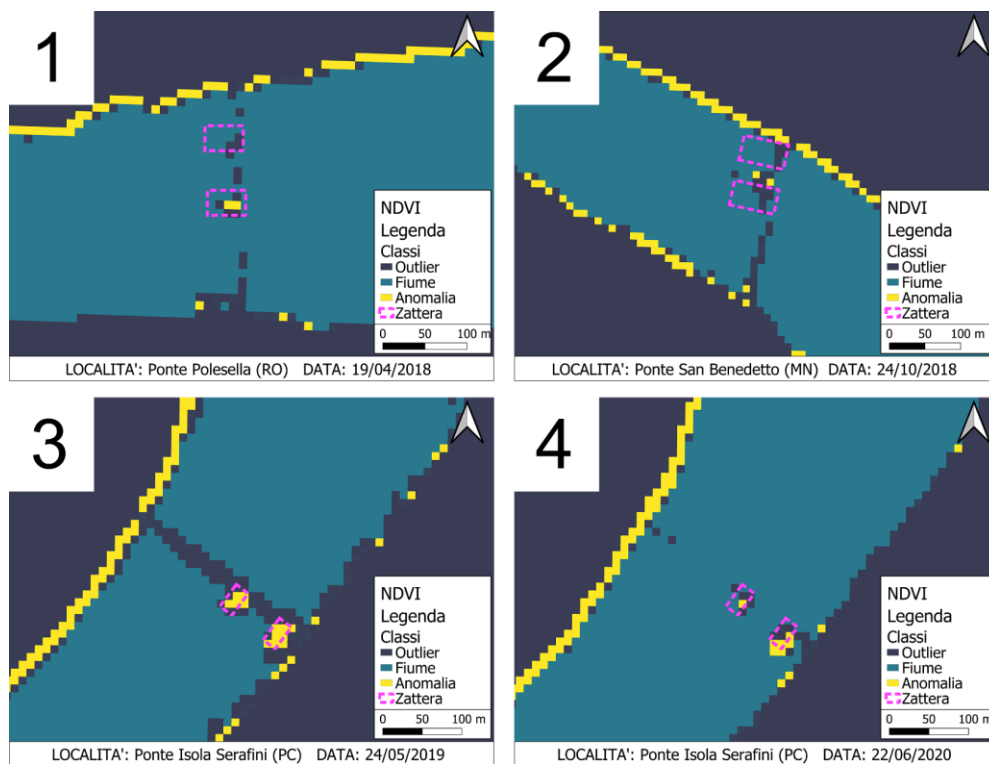 1
NDVI
Legenda
Classi
Outlier
Fiume
Anomalia
Zattera
0 50 100 m
LOCALITA': Ponte Polesella (RO) DATA: 19/04/2018
2
NDVI
Legenda
Classi
Outlier
Fiume
Anomalia
Zattera
0 50 100 m
LOCALITA': Ponte San Benedetto (MN) DATA: 24/10/2018
3
NDVI
Legenda
Classi
Outlier
Fiume
Anomalia
Zattera
0 50 100 m
LOCALITA': Ponte Isola Serafini (PC) DATA: 24/05/2019
4
NDVI
Legenda
Classi
Outlier
Fiume
Anomalia
Zattera
0 50 100 m
LOCALITA': Ponte Isola Serafini (PC) DATA: 22/06/2020